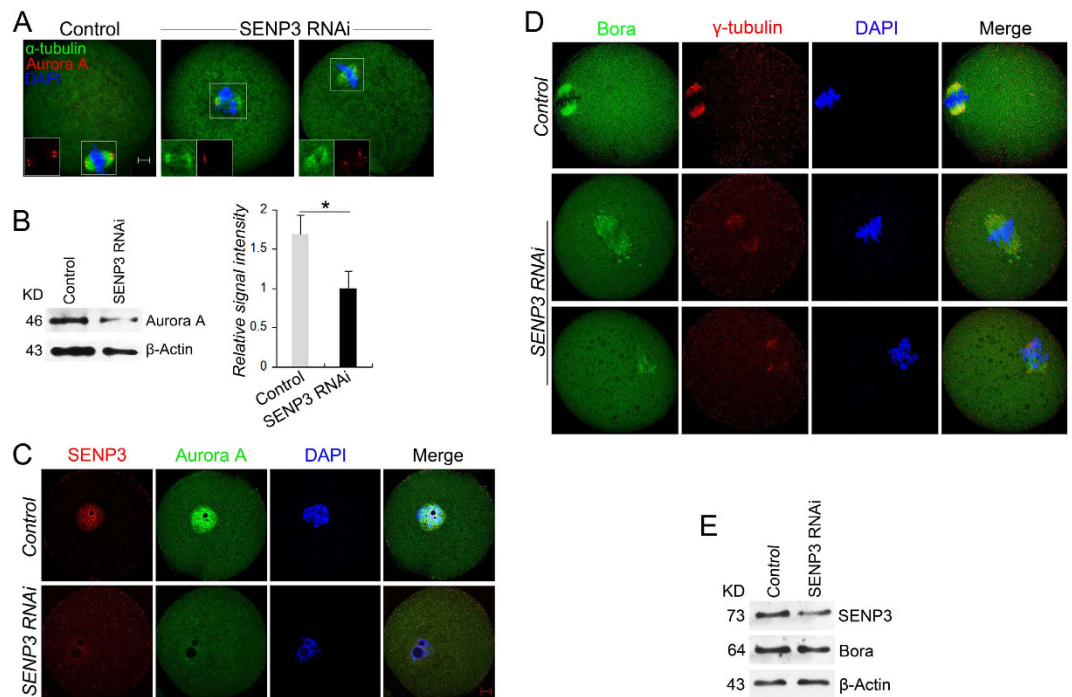 A
Control
SENP3 RNAi
α-tubulin
Aurora A
DAPI
B
KD
Control
SENP3 RNAi
46
Aurora A
43
β-Actin
Relative signal intensity
2
1.5
1
0.5
0
*
Control
SENP3 RNAi
C
SENP3
Aurora A
DAPI
Merge
Control
SENP3 RNAi
D
Bora
γ-tubulin
DAPI
Merge
Control
SENP3 RNAi
E
KD
Control
SENP3 RNAi
73
SENP3
64
Bora
43
β-Actin